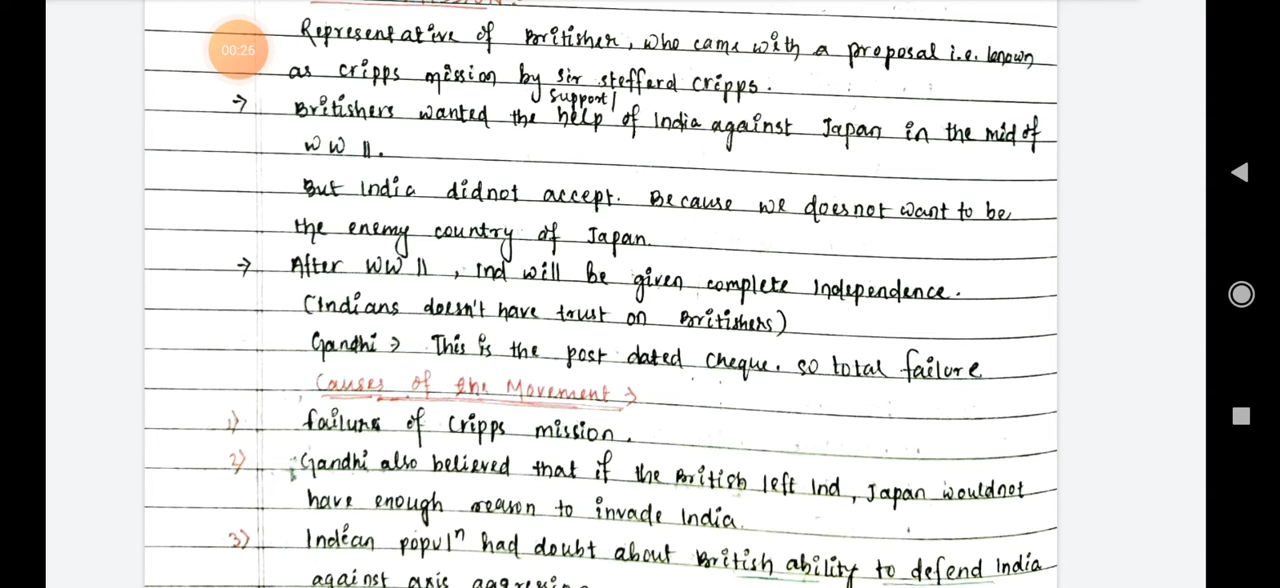 00:26
Representative of Britisher, who came with a proposal i.e. known
as cripps mission by sir stefferd cripps.
→ Britishers wanted the help/support of India against Japan in the mid of
WW II.
But India didnot accept. Because we doesnot want to be
the enemy country of Japan.
→ After WW II, Ind will be given complete Independence.
(Indians doesn't have trust on Britishers)
Gandhi → This is the post dated cheque. so total failure
Causes of the Movement →
1) failure of cripps mission.
2) Gandhi also believed that if the British left Ind, Japan wouldnot
have enough reason to invade India.
3) Indian populⁿ had doubt about British ability to defend India
against axis